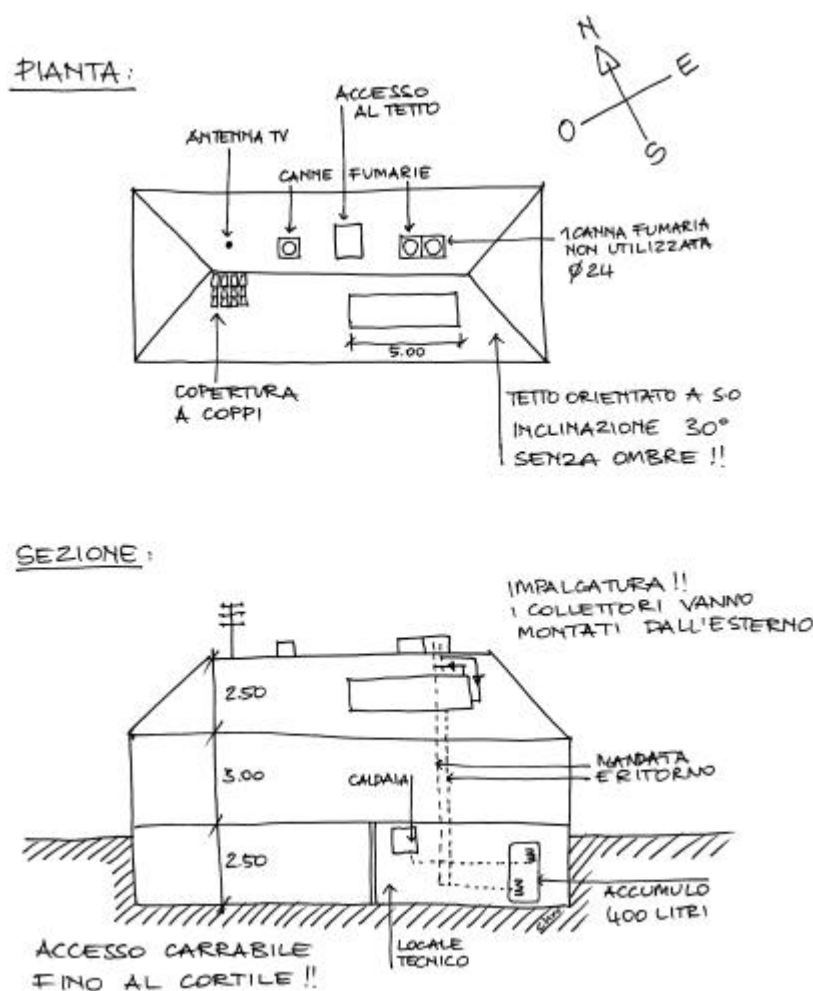 PIANTA:
N
E
O
S
ACCESSO
AL TETTO
ANTENNA TV
CANNE FUMARIE
1 CANNA FUMARIA
NON UTILIZZATA
Ø24
5.00
COPERTURA
A COPPI
TETTO ORIENTATO A S-O
INCLINAZIONE 30°
SENZA OMBRE !!
SEZIONE:
IMPALCATURA !!
I COLLETTORI VANNO
MONTATI DALL'ESTERNO
2.50
3.00
CALDAIA
MANDATA
E RITORNO
2.50
ACCUMULO
400 LITRI
LOCALE
TECNICO
ACCESSO CARRABILE
FINO AL CORTILE !!